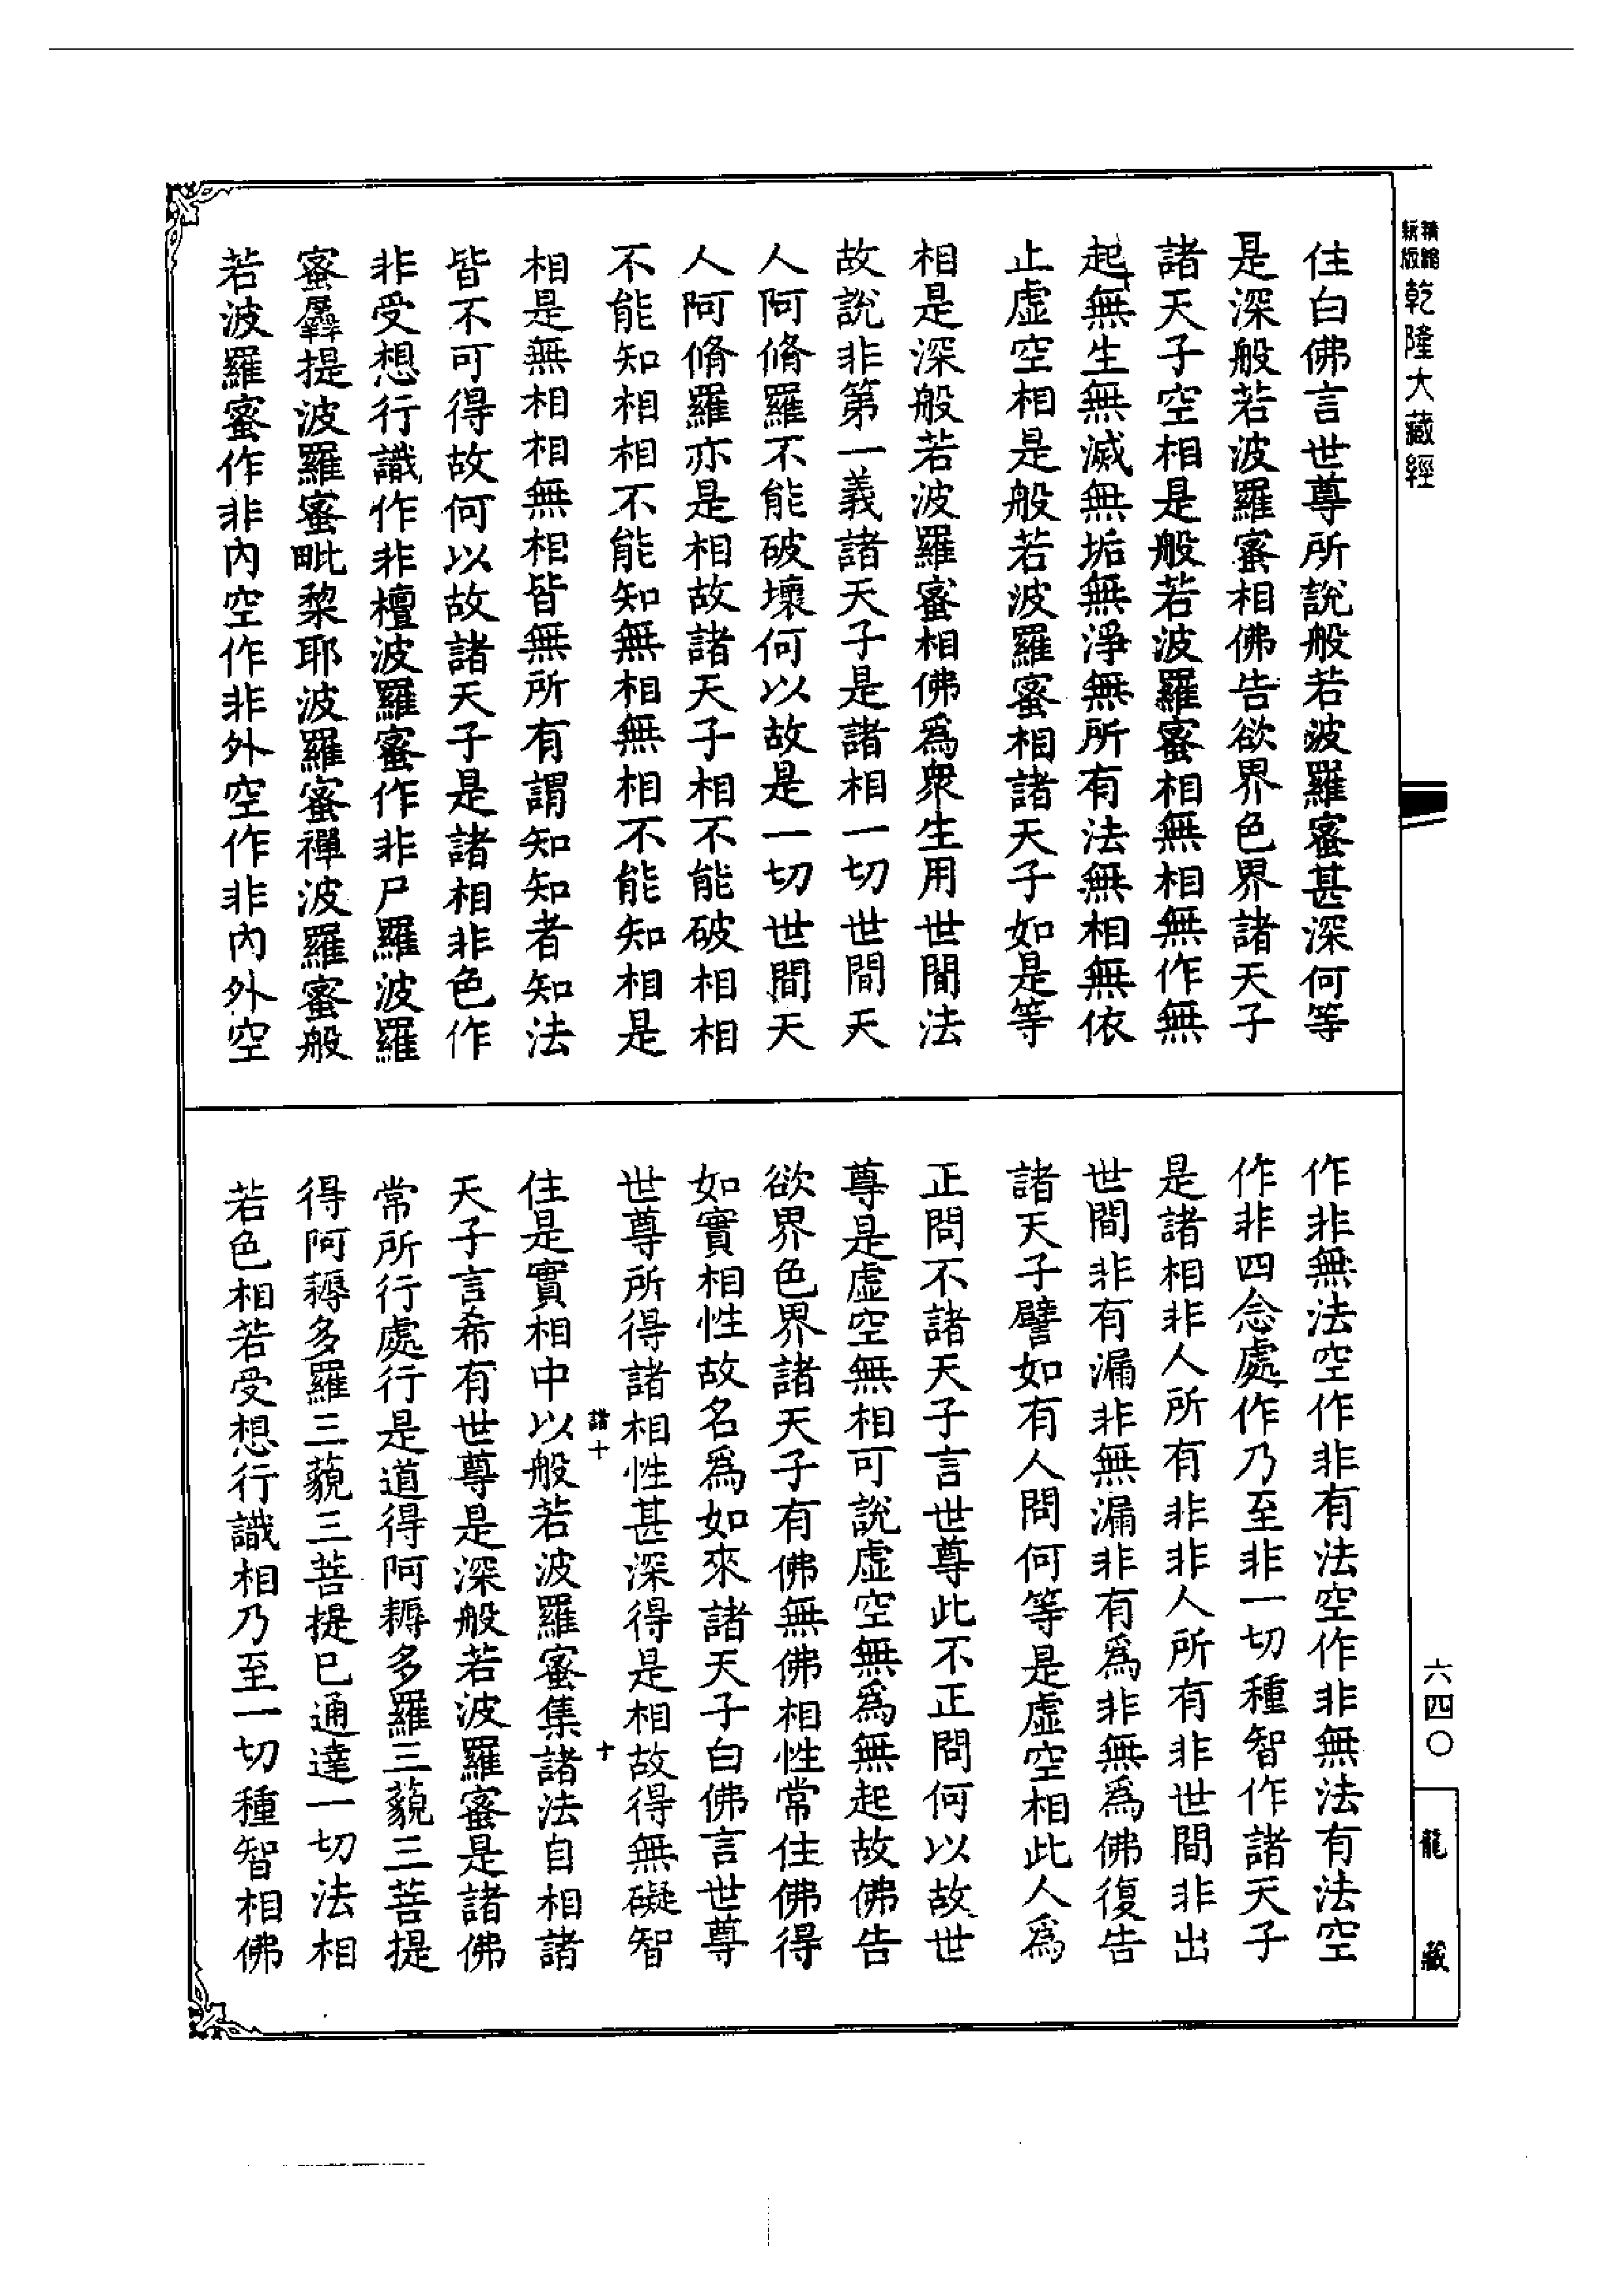 精縮新版乾隆大藏經
住白佛言世尊所說般若波羅蜜甚深何等
是深般若波羅蜜相佛告欲界色界諸天子
諸天子空相是般若波羅蜜相無相無作無
起無生無滅無垢無淨無所有法無相無依
止虛空相是般若波羅蜜相諸天子如是等
相是深般若波羅蜜相佛爲衆生用世間法
故說非第一義諸天子是諸相一切世間天
人阿脩羅不能破壞何以故是一切世間天
人阿脩羅亦是相故諸天子相不能破相相
不能知相相不能知無相無相不能知相是
相是無相相無相皆無所有謂知知者知法
皆不可得故何以故諸天子是諸相非色作
非受想行識作非檀波羅蜜作非尸羅波羅
蜜羼提波羅蜜毗黎耶波羅蜜禪波羅蜜般
若波羅蜜作非內空作非外空作非內外空
作非無法空作非有法空作非無法有法空
作非四念處作乃至非一切種智作諸天子
是諸相非人所有非非人所有非世間非出
世間非有漏非無漏非有爲非無爲佛復告
諸天子譬如有人問何等是虛空相此人爲
正問不諸天子言世尊此不正問何以故世
尊是虛空無相可說虛空無爲無起故佛告
欲界色界諸天子有佛無佛相性常住佛得
如實相性故名爲如來諸天子白佛言世尊
世尊所得諸相性甚深得是相故得無礙智
住是實相中以般若波羅蜜集諸法自相諸
天子言希有世尊是深般若波羅蜜是諸佛
常所行處行是道得阿耨多羅三藐三菩提
得阿耨多羅三藐三菩提已通達一切法相
若色相若受想行識相乃至一切種智相佛
六四〇
龍藏